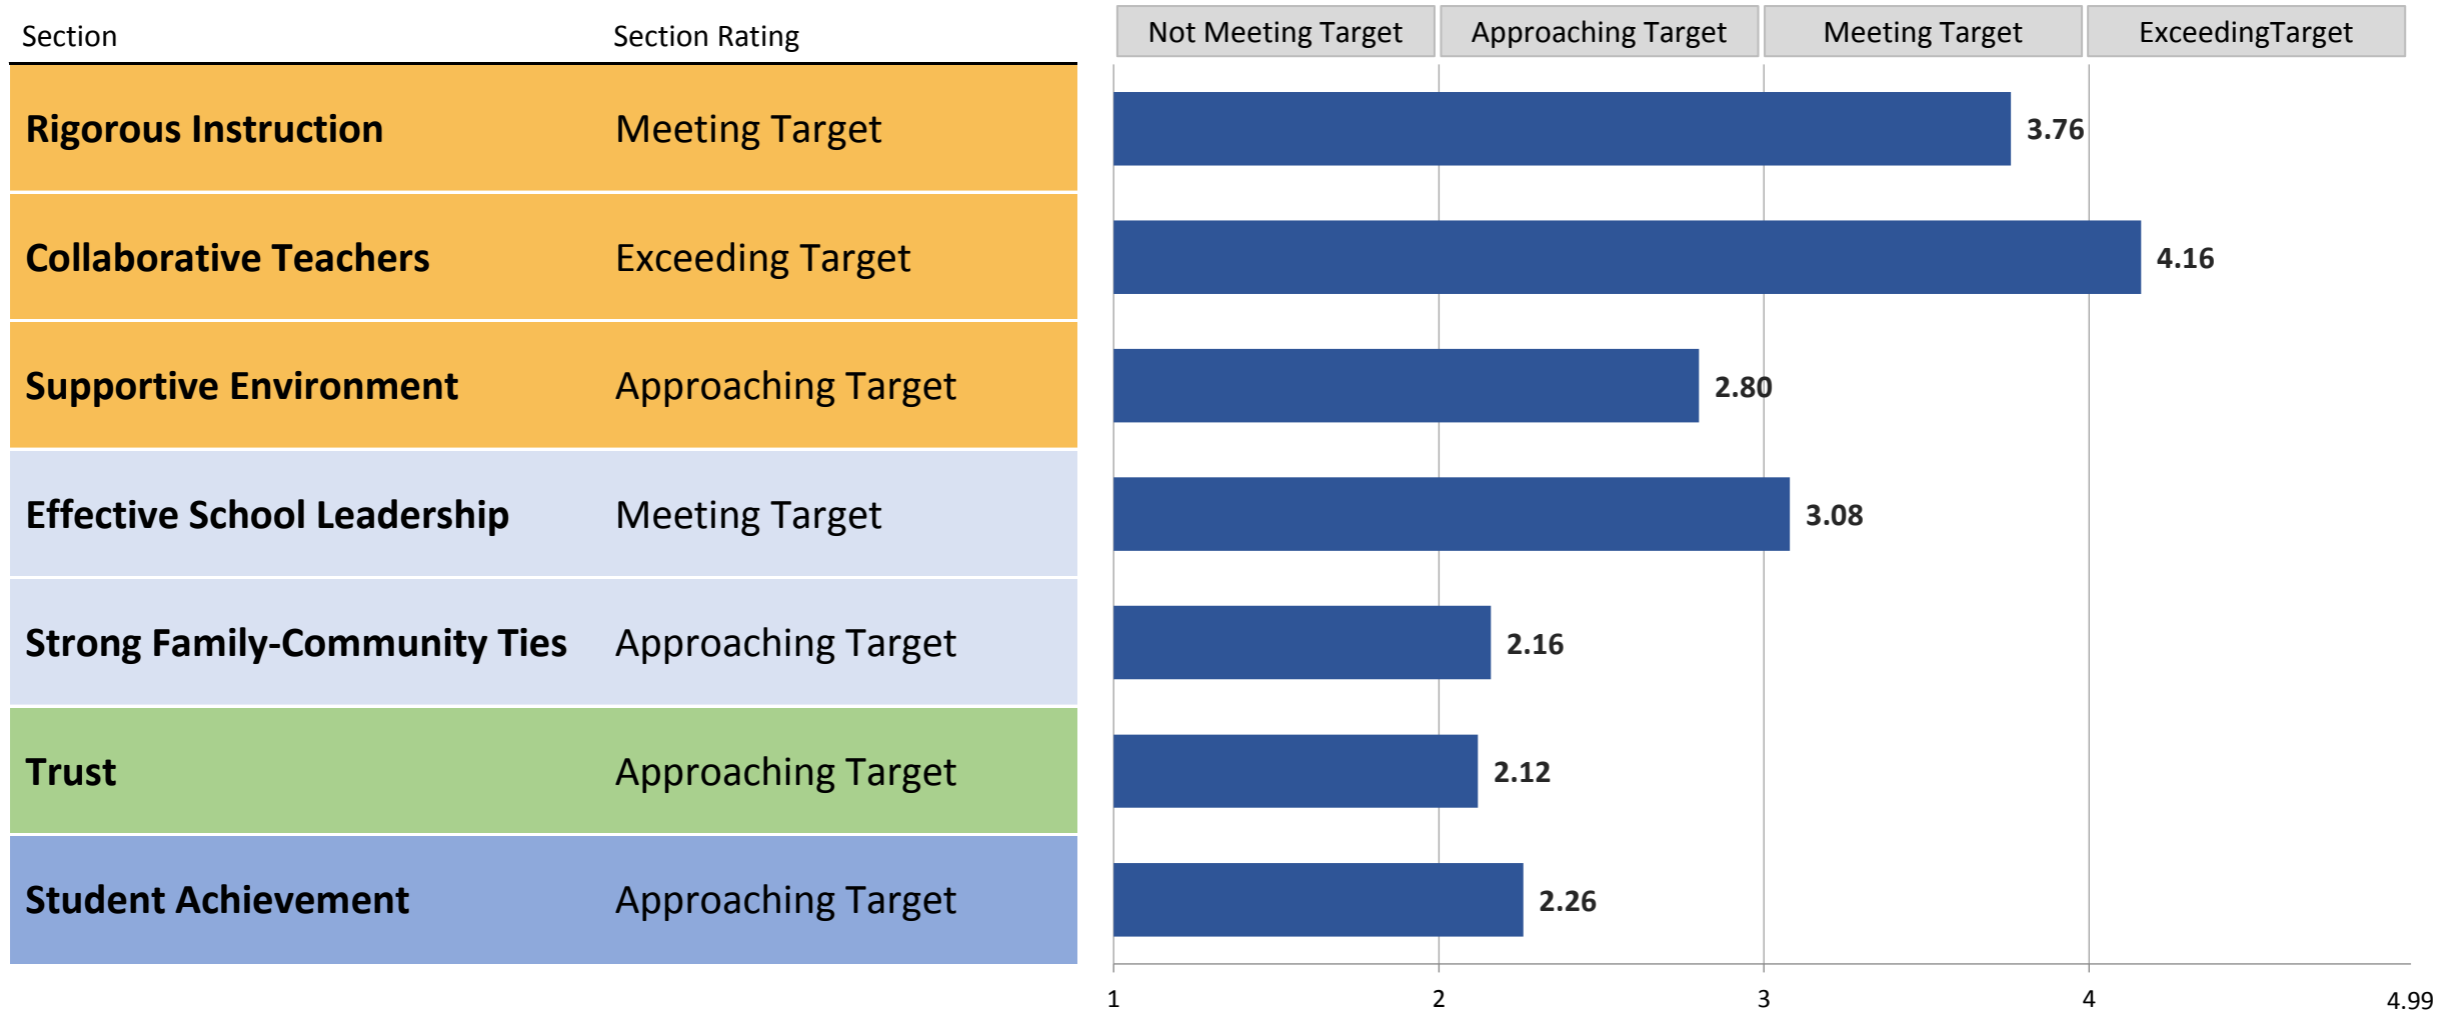 Section Section Rating Not Meeting Target Approaching Target Meeting Target ExceedingTarget
Rigorous Instruction Meeting Target 3.76
Collaborative Teachers Exceeding Target 4.16
Supportive Environment Approaching Target 2.80
Effective School Leadership Meeting Target 3.08
Strong Family-Community Ties Approaching Target 2.16
Trust Approaching Target 2.12
Student Achievement Approaching Target 2.26
1 2 3 4 4.99